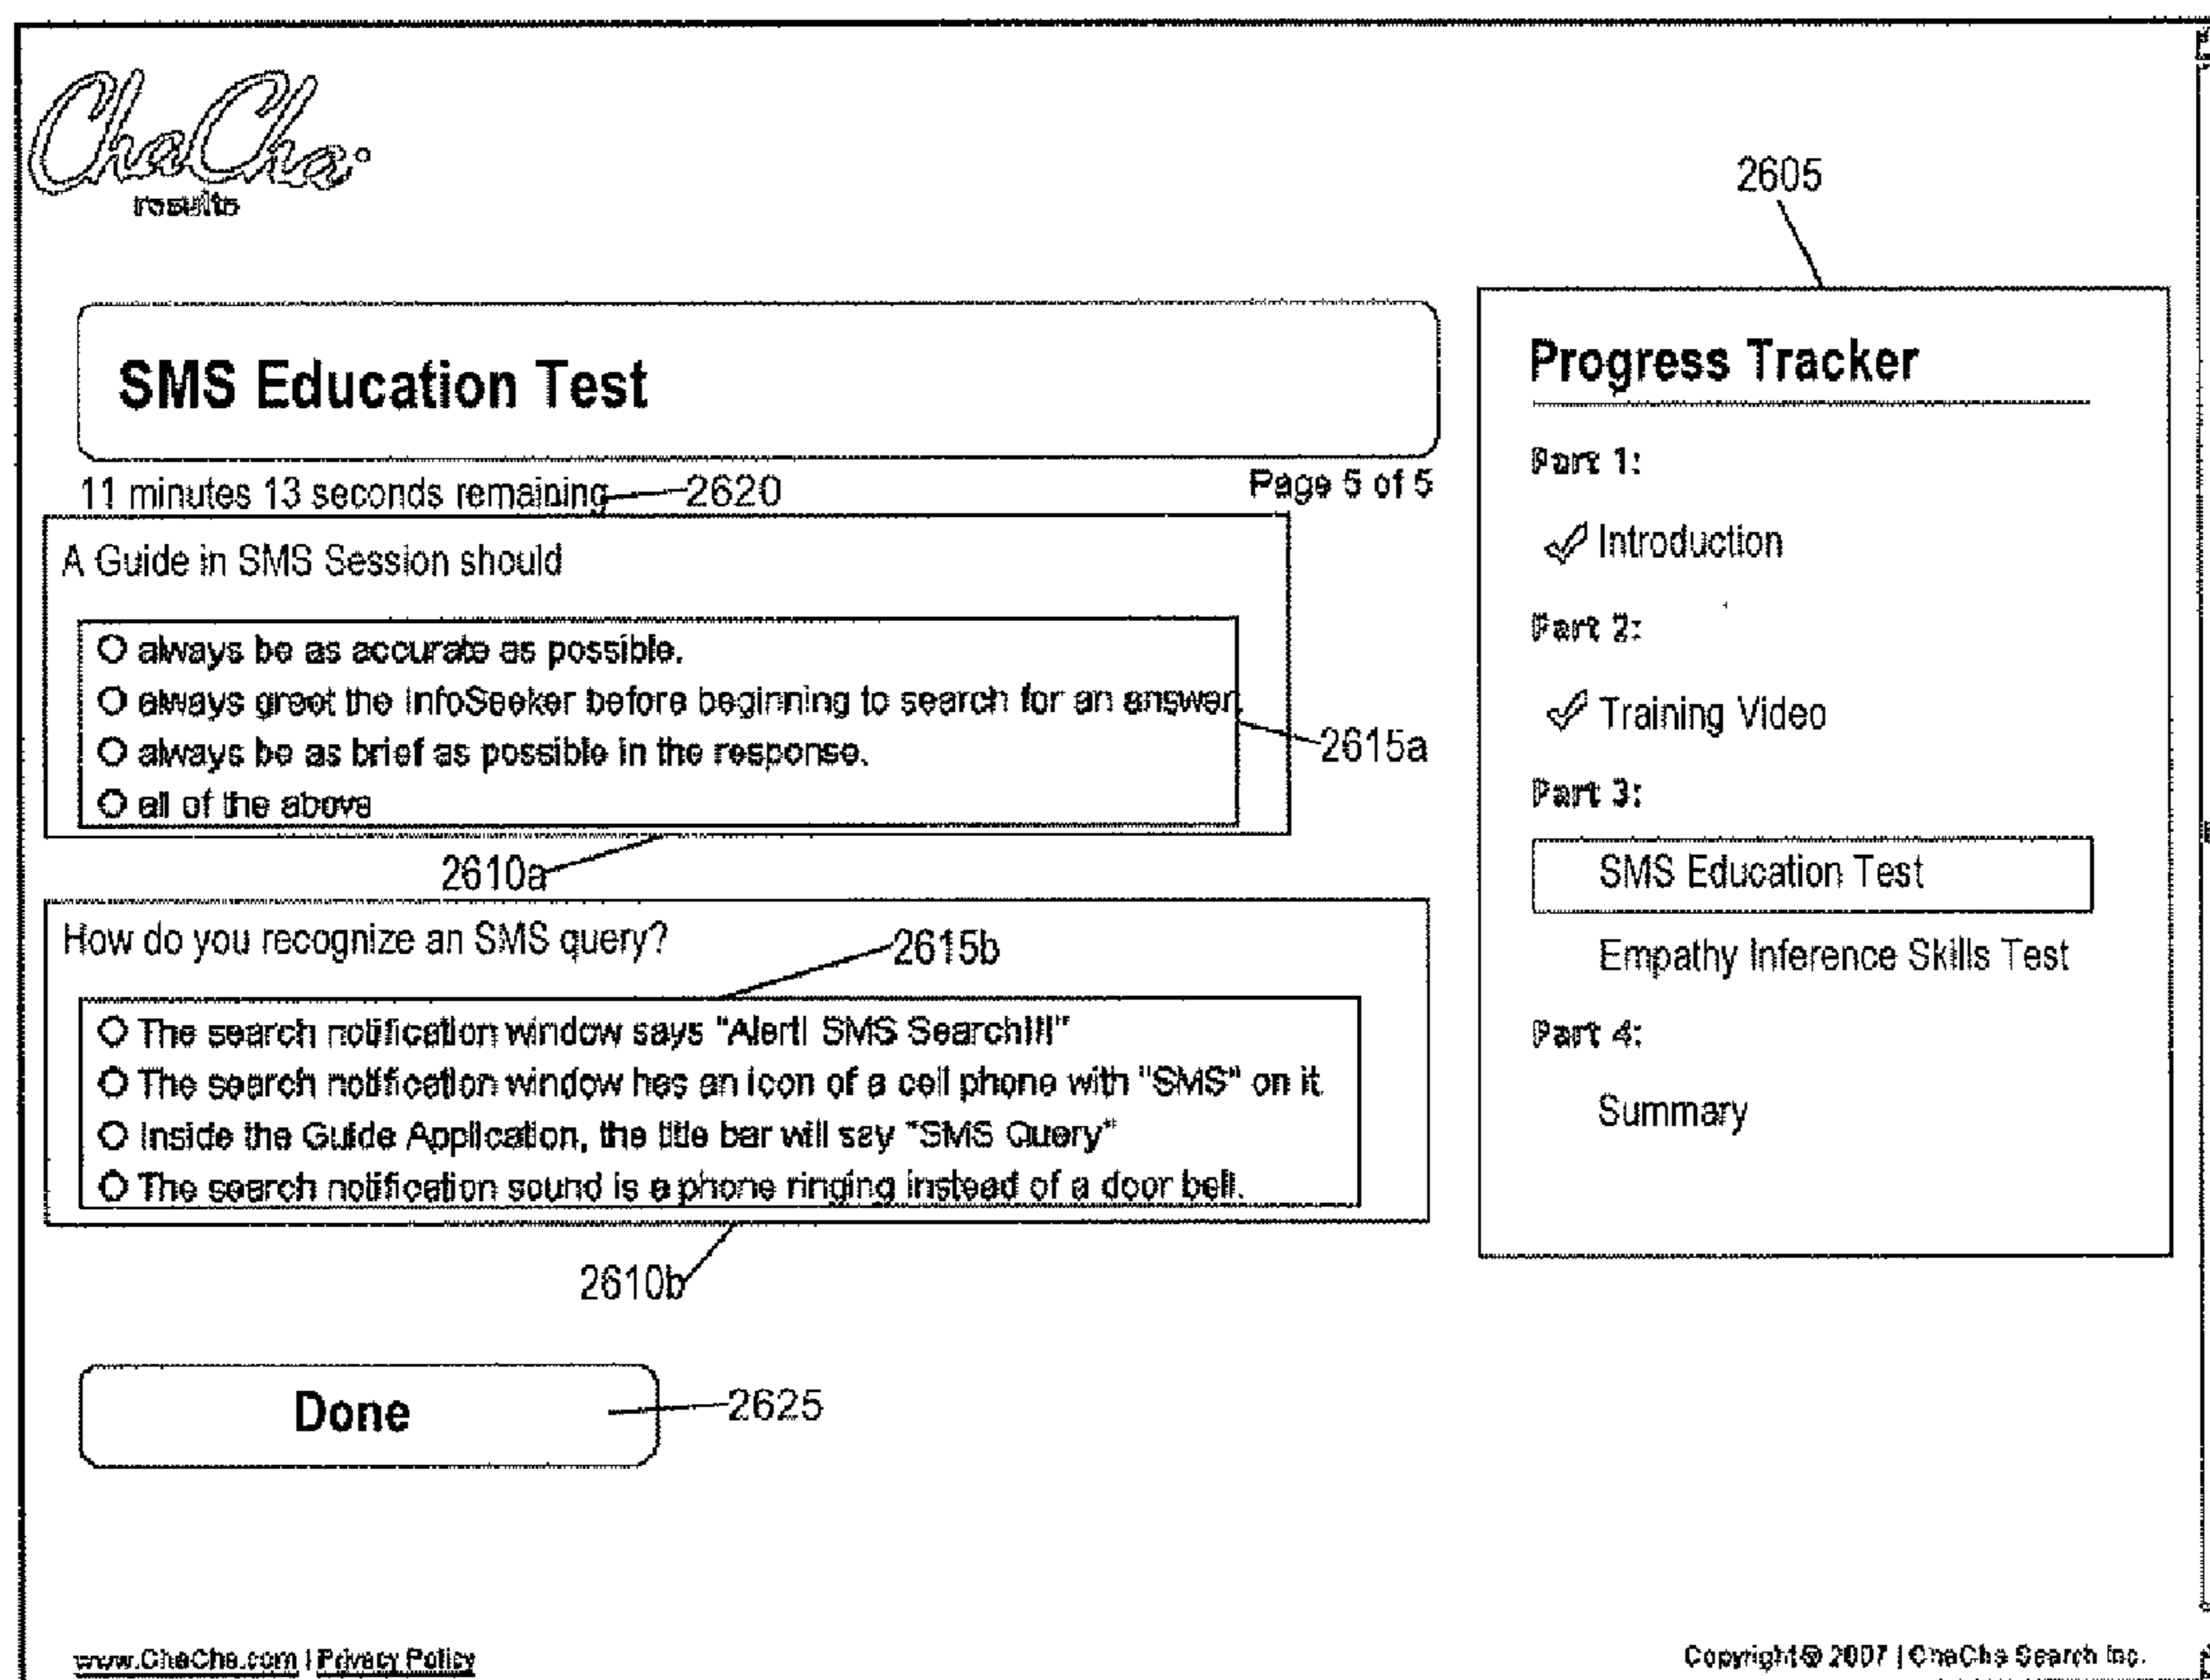 ChaCha
results
2605
SMS Education Test
11 minutes 13 seconds remaining 2620
Page 5 of 5
A Guide in SMS Session should
O always be as accurate as possible.
O always greet the InfoSeeker before beginning to search for an answer.
O always be as brief as possible in the response.
O all of the above
2615a
2610a
How do you recognize an SMS query?
2615b
O The search notification window says "Alert! SMS Search!!!"
O The search notification window has an icon of a cell phone with "SMS" on it.
O Inside the Guide Application, the title bar will say "SMS Query"
O The search notification sound is a phone ringing instead of a door bell.
2610b
Done
2625
Progress Tracker
Part 1:
Introduction
Part 2:
Training Video
Part 3:
SMS Education Test
Empathy Inference Skills Test
Part 4:
Summary
www.ChaCha.com | Privacy Policy
Copyright© 2007 | ChaCha Search Inc.